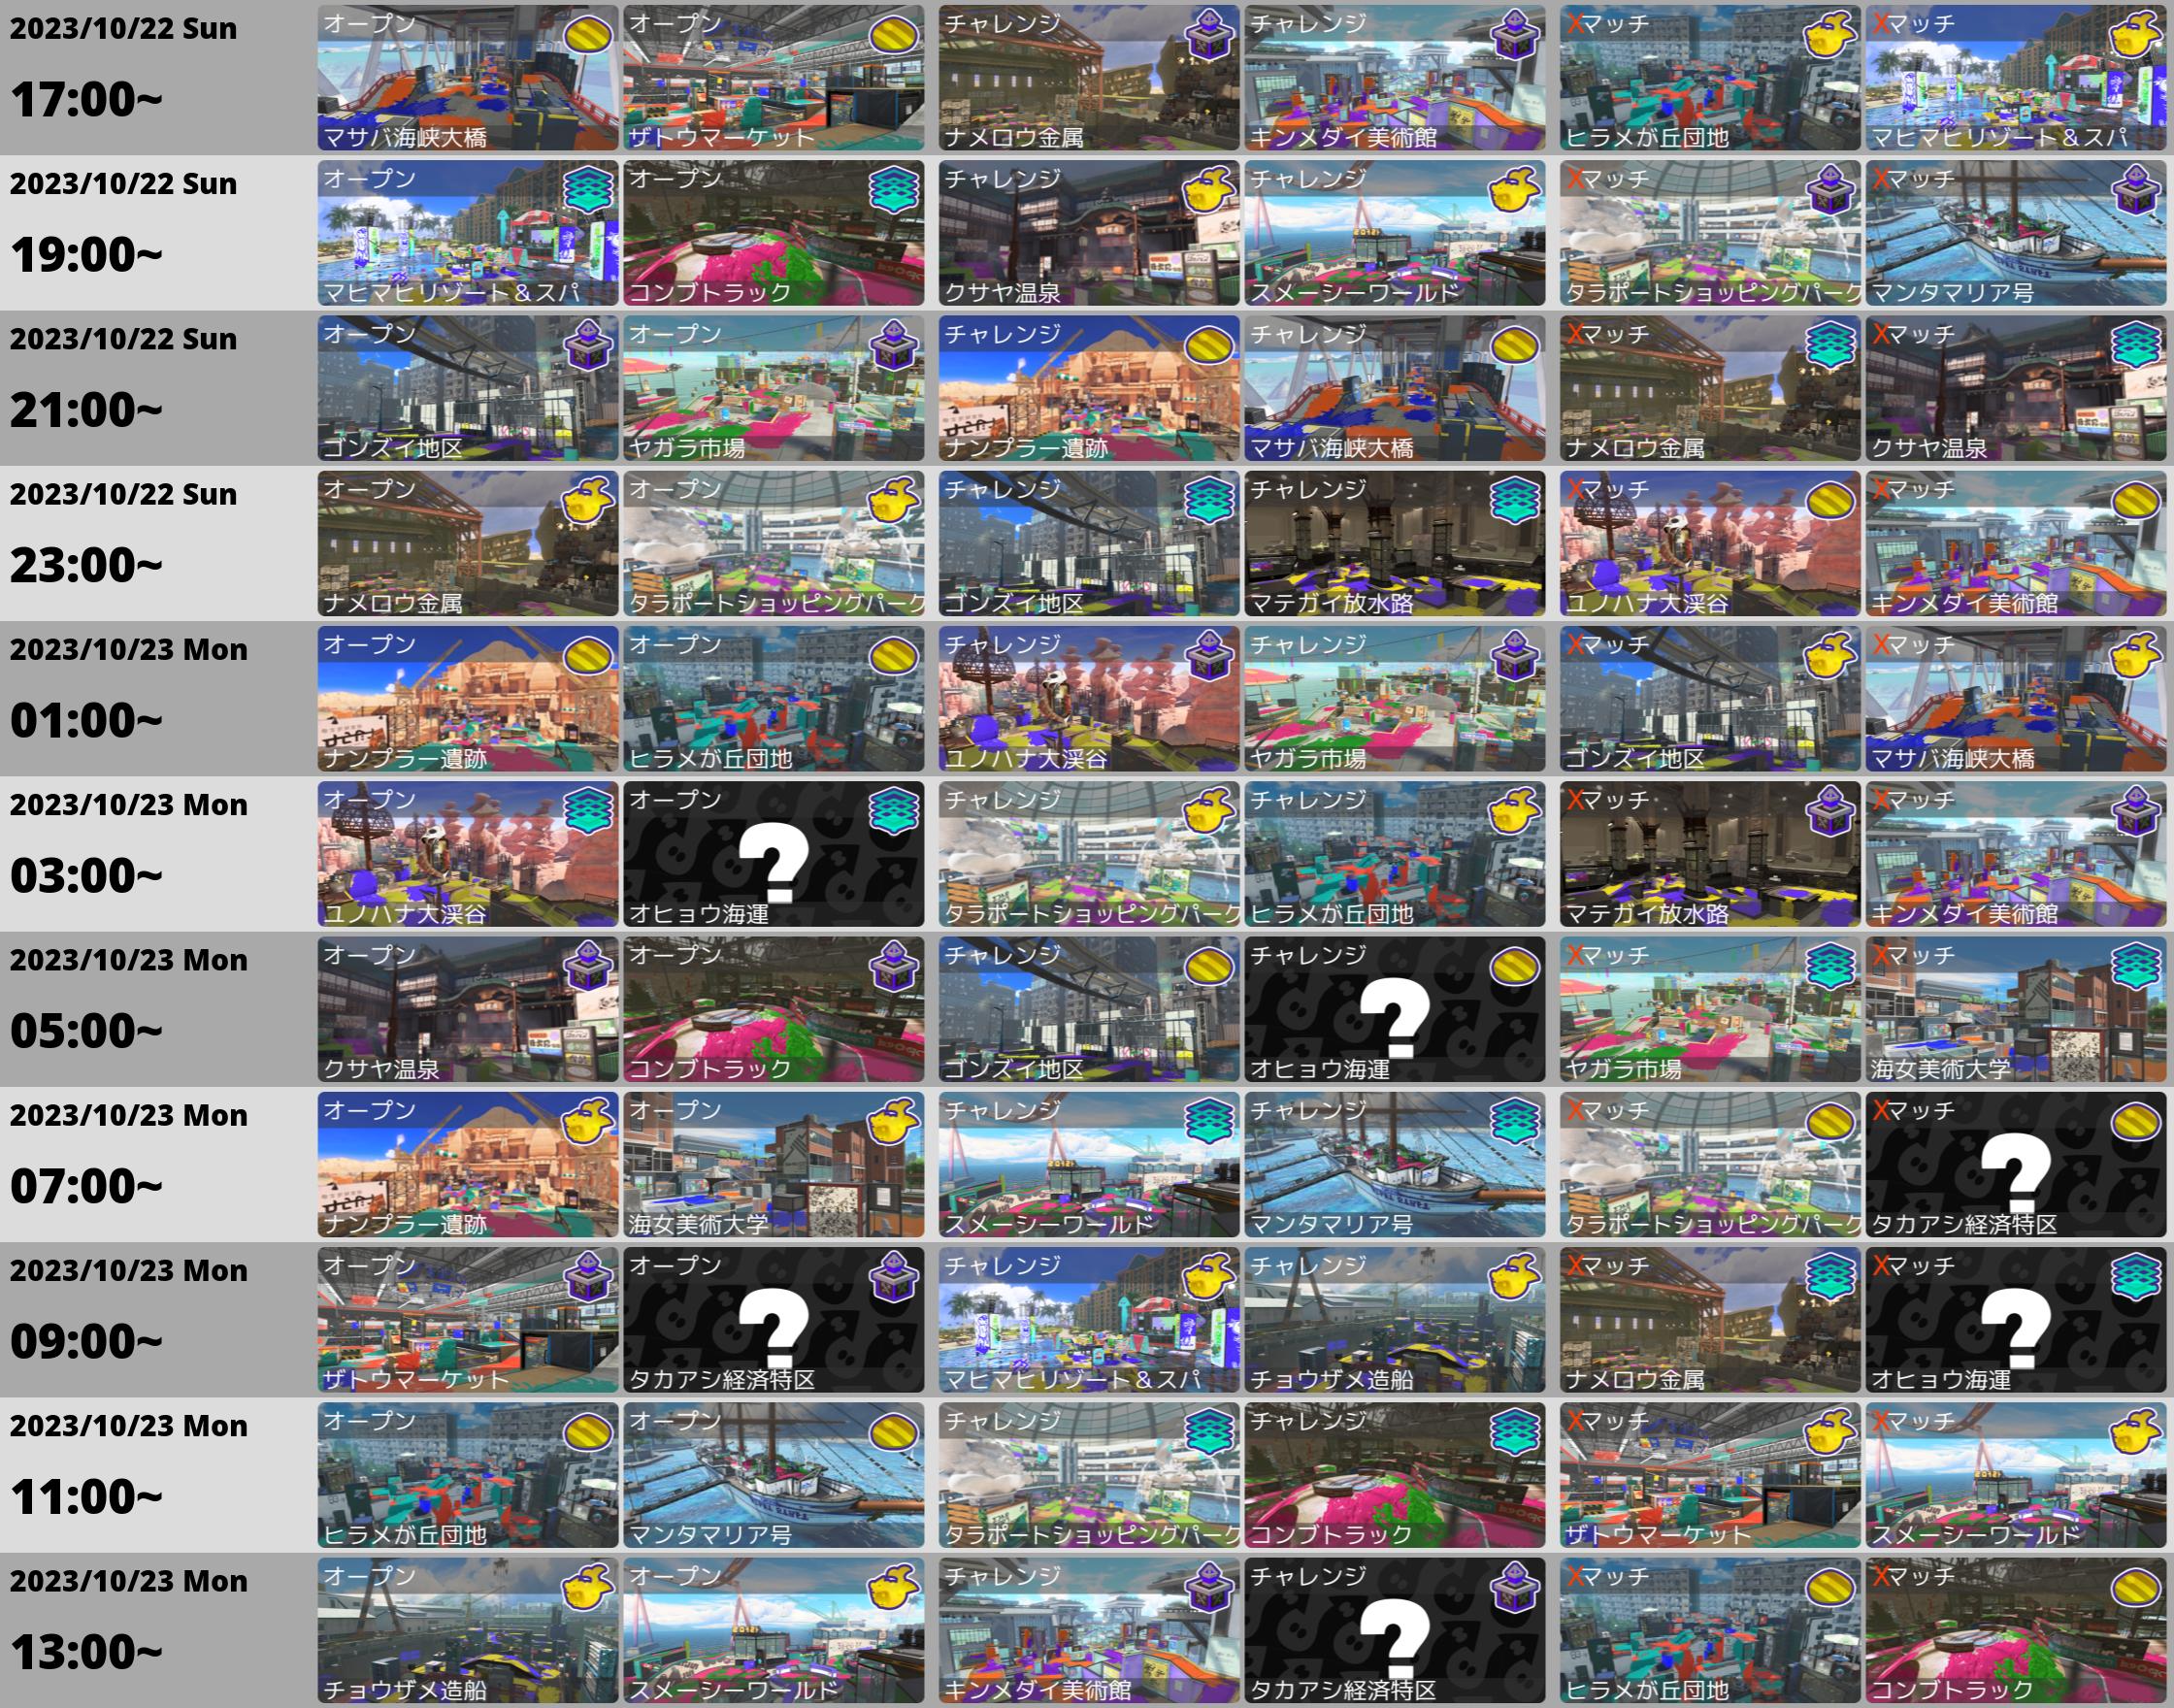 2023/10/22 Sun
17:00~
オープン
マサバ海峡大橋
オープン
ザトウマーケット
チャレンジ
ナメロウ金属
チャレンジ
キンメダイ美術館
Xマッチ
ヒラメが丘団地
Xマッチ
マヒマヒリゾート&スパ
2023/10/22 Sun
19:00~
オープン
マヒマヒリゾート&スパ
オープン
コンブトラック
チャレンジ
クサヤ温泉
チャレンジ
スメーシーワールド
Xマッチ
タラポートショッピングパーク
Xマッチ
マンタマリア号
2023/10/22 Sun
21:00~
オープン
ゴンズイ地区
オープン
ヤガラ市場
チャレンジ
ナンプラー遺跡
チャレンジ
マサバ海峡大橋
Xマッチ
ナメロウ金属
Xマッチ
クサヤ温泉
2023/10/22 Sun
23:00~
オープン
ナメロウ金属
オープン
タラポートショッピングパーク
チャレンジ
ゴンズイ地区
チャレンジ
マテガイ放水路
Xマッチ
ユノハナ大渓谷
Xマッチ
キンメダイ美術館
2023/10/23 Mon
01:00~
オープン
ナンプラー遺跡
オープン
ヒラメが丘団地
チャレンジ
ユノハナ大渓谷
チャレンジ
ヤガラ市場
Xマッチ
ゴンズイ地区
Xマッチ
マサバ海峡大橋
2023/10/23 Mon
03:00~
オープン
ユノハナ大渓谷
オープン
?
オヒョウ海運
チャレンジ
タラポートショッピングパーク
チャレンジ
ヒラメが丘団地
Xマッチ
マテガイ放水路
Xマッチ
キンメダイ美術館
2023/10/23 Mon
05:00~
オープン
クサヤ温泉
オープン
コンブトラック
チャレンジ
ゴンズイ地区
チャレンジ
?
オヒョウ海運
Xマッチ
ヤガラ市場
Xマッチ
海女美術大学
2023/10/23 Mon
07:00~
オープン
ナンプラー遺跡
オープン
海女美術大学
チャレンジ
スメーシーワールド
チャレンジ
マンタマリア号
Xマッチ
タラポートショッピングパーク
Xマッチ
?
タカアシ経済特区
2023/10/23 Mon
09:00~
オープン
ザトウマーケット
オープン
?
タカアシ経済特区
チャレンジ
マヒマヒリゾート&スパ
チャレンジ
チョウザメ造船
Xマッチ
ナメロウ金属
Xマッチ
?
オヒョウ海運
2023/10/23 Mon
11:00~
オープン
ヒラメが丘団地
オープン
マンタマリア号
チャレンジ
タラポートショッピングパーク
チャレンジ
コンブトラック
Xマッチ
ザトウマーケット
Xマッチ
スメーシーワールド
2023/10/23 Mon
13:00~
オープン
チョウザメ造船
オープン
スメーシーワールド
チャレンジ
キンメダイ美術館
チャレンジ
?
タカアシ経済特区
Xマッチ
ヒラメが丘団地
Xマッチ
コンブトラック